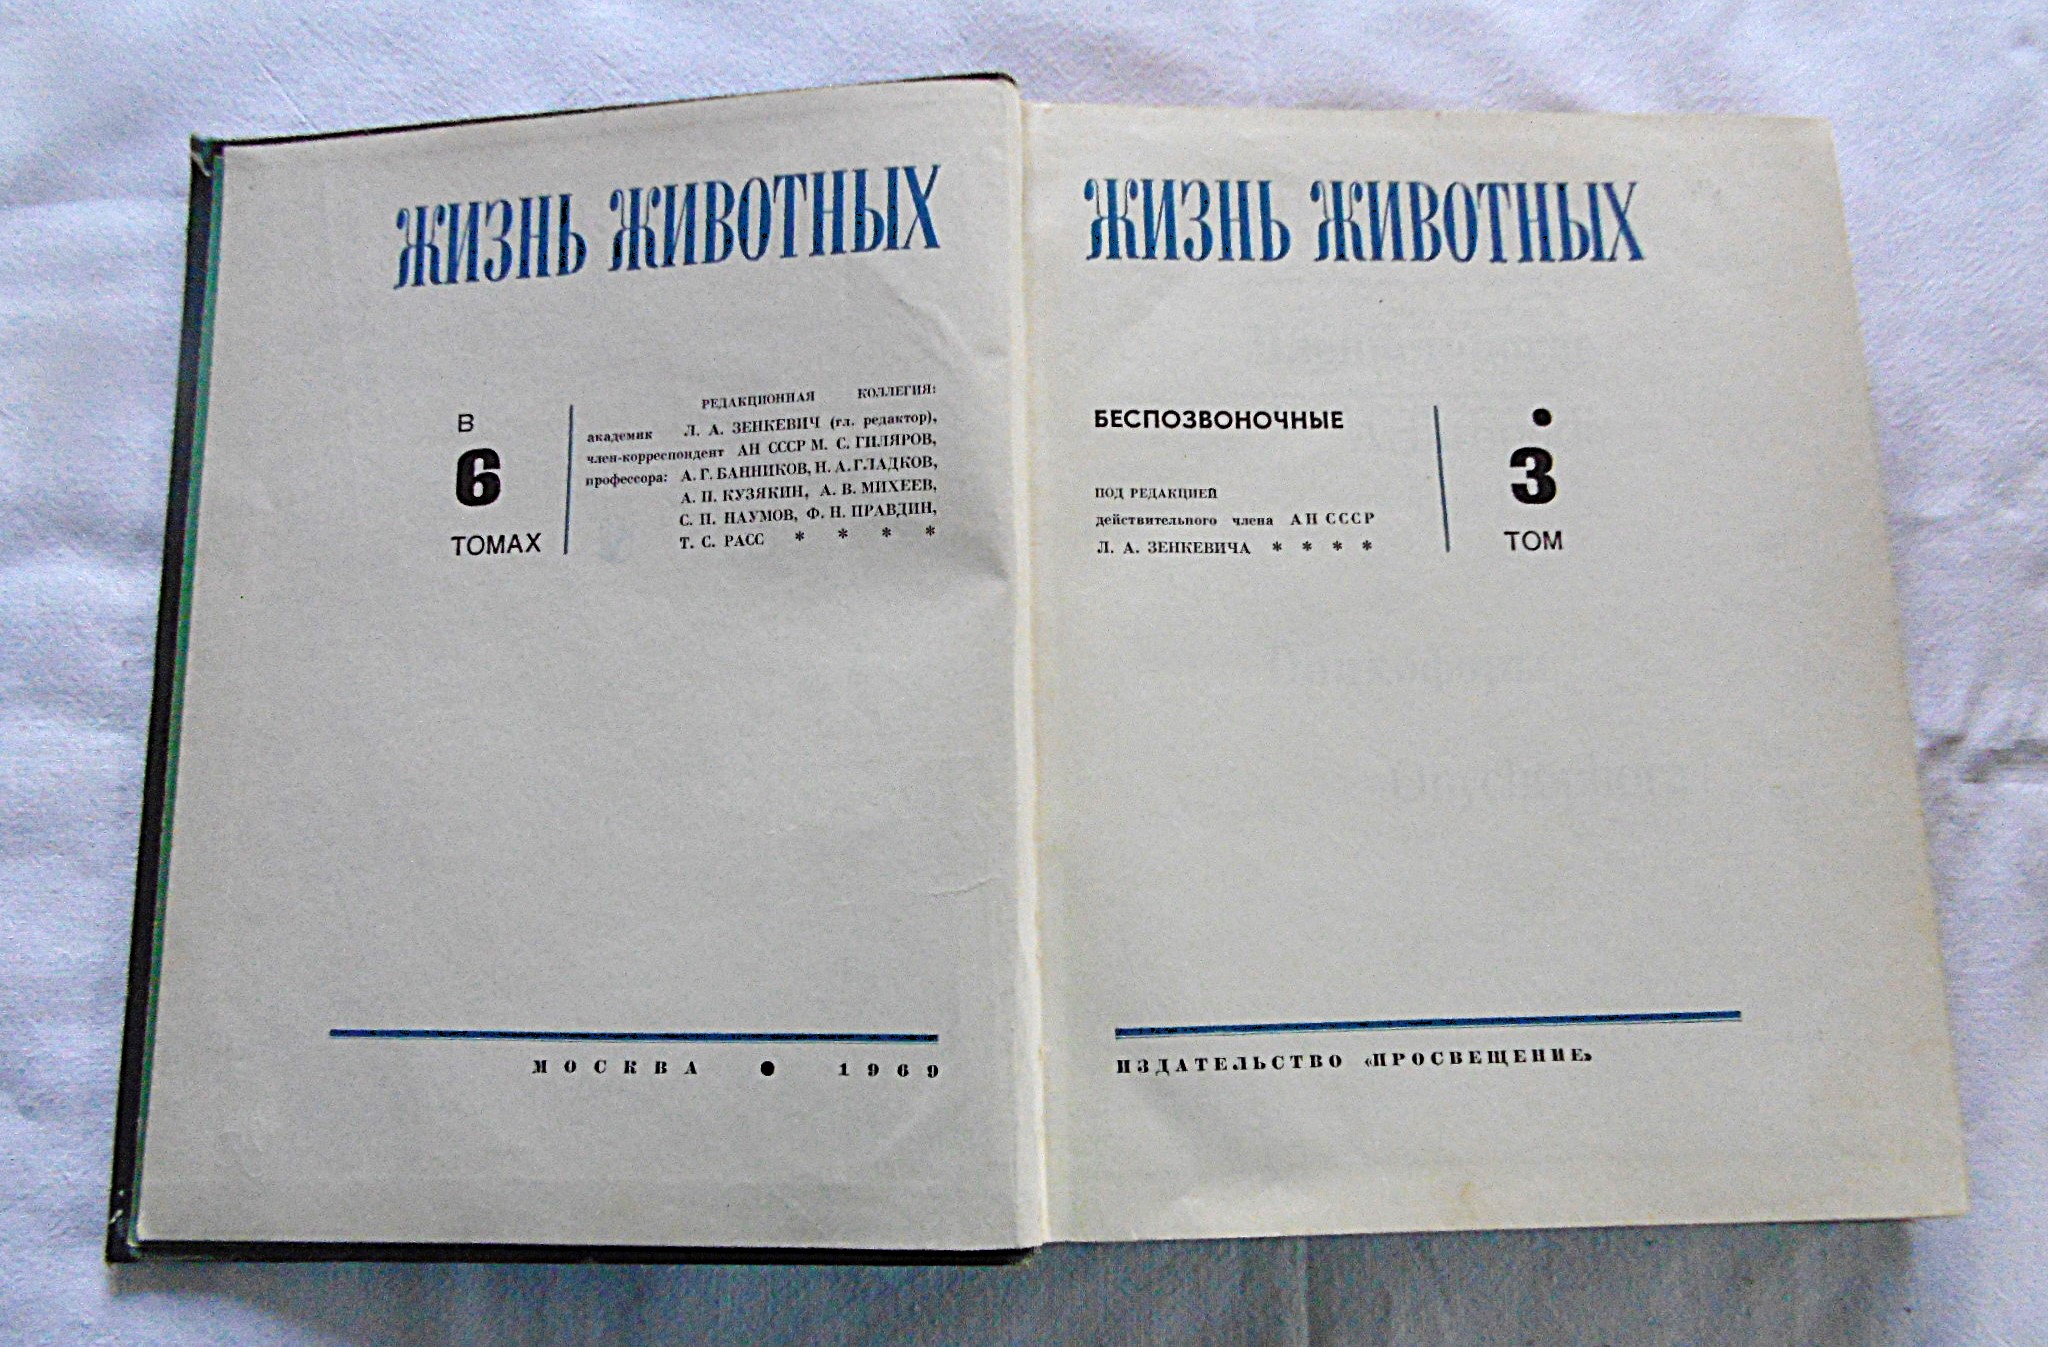 ЖИЗНЬ ЖИВОТНЫХ
В
6
ТОМАХ
РЕДАКЦИОННАЯ КОЛЛЕГИЯ:
академик Л. А. ЗЕНКЕВИЧ (гл. редактор),
член-корреспондент АН СССР М. С. ГИЛЯРОВ,
профессора: А. Г. БАННИКОВ, Н. А. ГЛАДКОВ,
А. П. КУЗЯКИН, А. В. МИХЕЕВ,
С. П. НАУМОВ, Ф. Н. ПРАВДИН,
Т. С. РАСС * * * *
МОСКВА ● 1969
ЖИЗНЬ ЖИВОТНЫХ
БЕСПОЗВОНОЧНЫЕ
ПОД РЕДАКЦИЕЙ
действительного члена АН СССР
Л. А. ЗЕНКЕВИЧА * * * *
●
3
ТОМ
ИЗДАТЕЛЬСТВО «ПРОСВЕЩЕНИЕ»